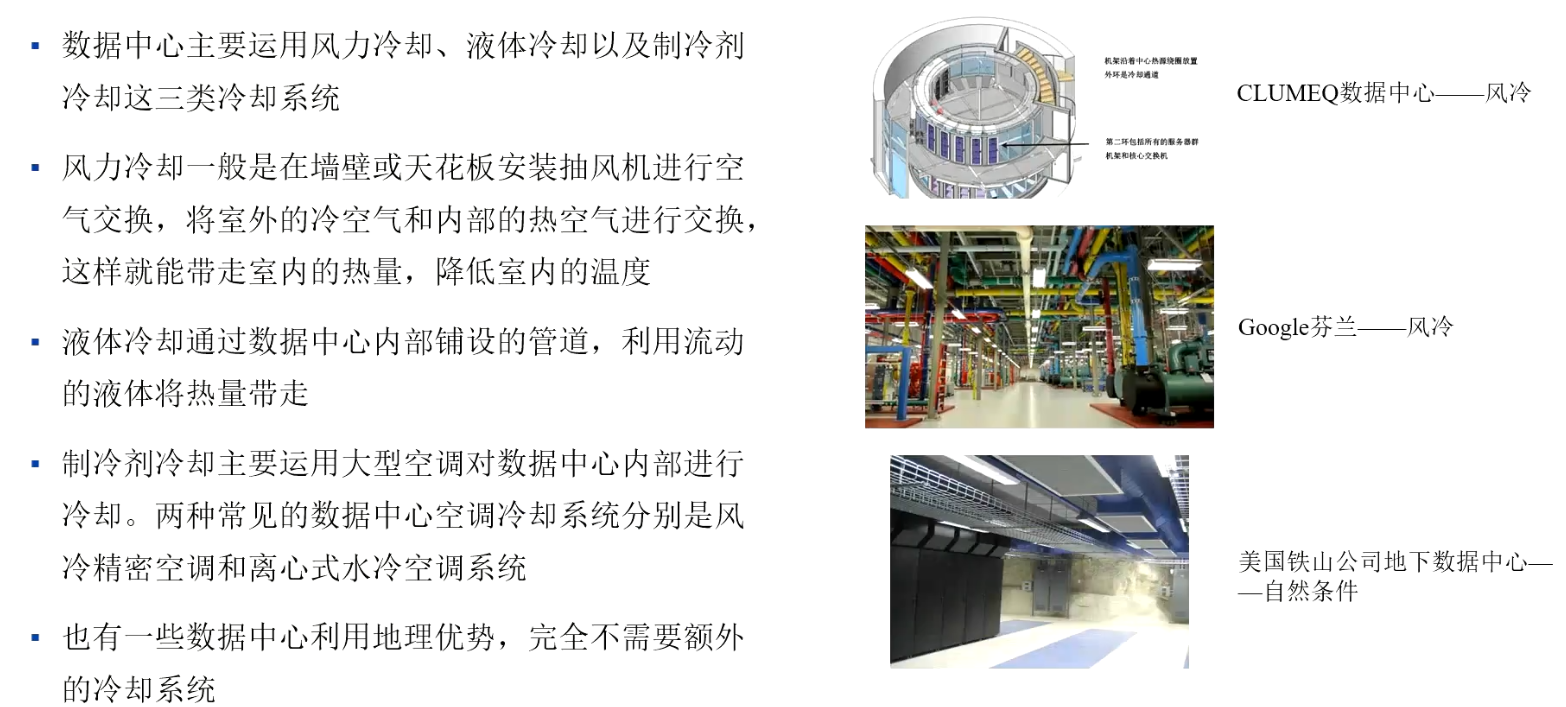 数据中心主要运用风力冷却、液体冷却以及制冷剂
冷却这三类冷却系统
风力冷却一般是在墙壁或天花板安装抽风机进行空
气交换，将室外的冷空气和内部的热空气进行交换，
这样就能带走室内的热量，降低室内的温度
液体冷却通过数据中心内部铺设的管道，利用流动
的液体将热量带走
制冷剂冷却主要运用大型空调对数据中心内部进行
冷却。两种常见的数据中心空调冷却系统分别是风
冷精密空调和离心式水冷空调系统
也有一些数据中心利用地理优势，完全不需要额外
的冷却系统
机架沿着中心热源绕圈放置
外环是冷却通道
第二环包括所有的服务器群
机架和核心交换机
CLUMEQ数据中心——风冷
Google芬兰——风冷
美国铁山公司地下数据中心—
—自然条件